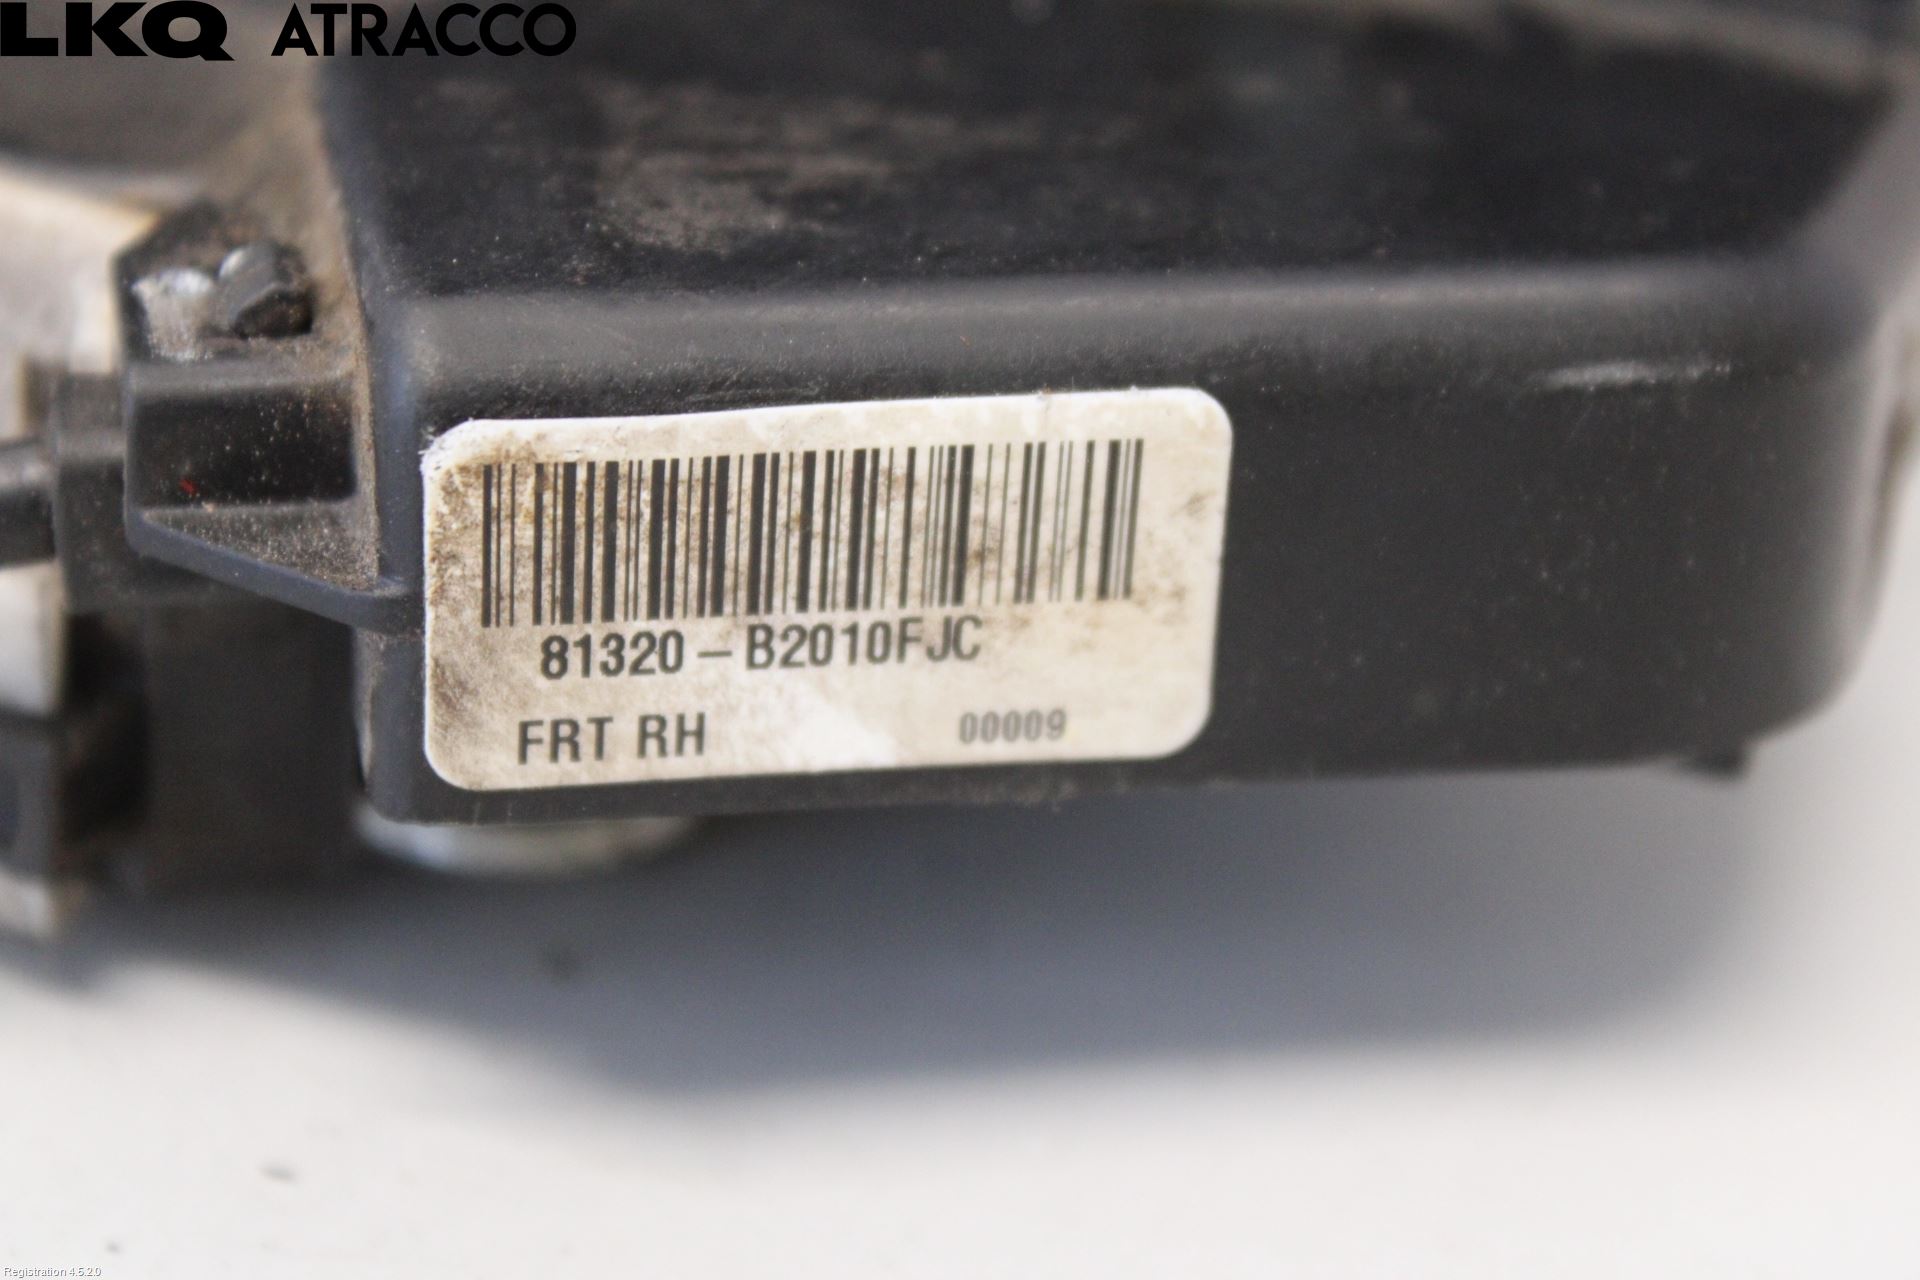 LKQ ATRACCO
81320-B2010FJC
FRT RH 00009
Registration 4.5.2.0